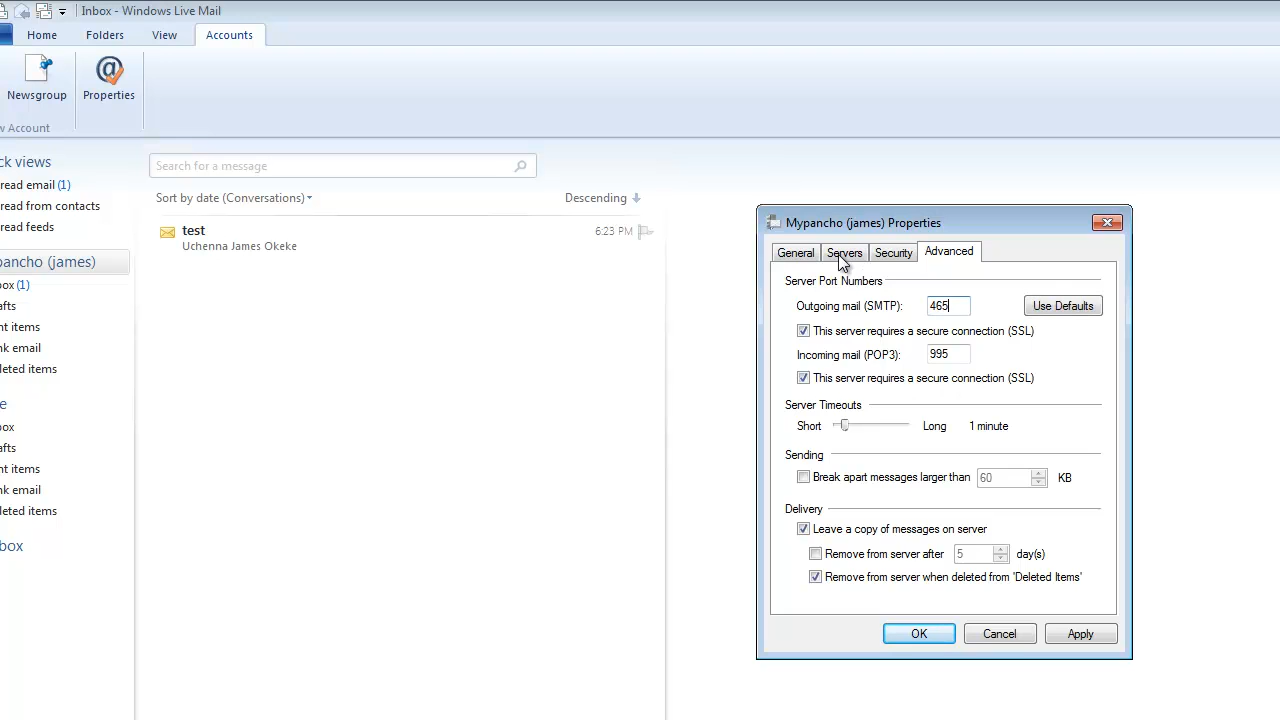 Inbox - Windows Live Mail
Home Folders View Accounts
Newsgroup Properties
w Account
ck views
read email (1)
read from contacts
read feeds
pancho (james)
box (1)
afts
nt items
nk email
eleted items
e
box
afts
nt items
nk email
eleted items
box
Search for a message
Sort by date (Conversations) Descending
test 6:23 PM
Uchenna James Okeke
Mypancho (james) Properties
General Servers Security Advanced
Server Port Numbers
Outgoing mail (SMTP): 465 Use Defaults
This server requires a secure connection (SSL)
Incoming mail (POP3): 995
This server requires a secure connection (SSL)
Server Timeouts
Short Long 1 minute
Sending
Break apart messages larger than 60 KB
Delivery
Leave a copy of messages on server
Remove from server after 5 day(s)
Remove from server when deleted from 'Deleted Items'
OK Cancel Apply